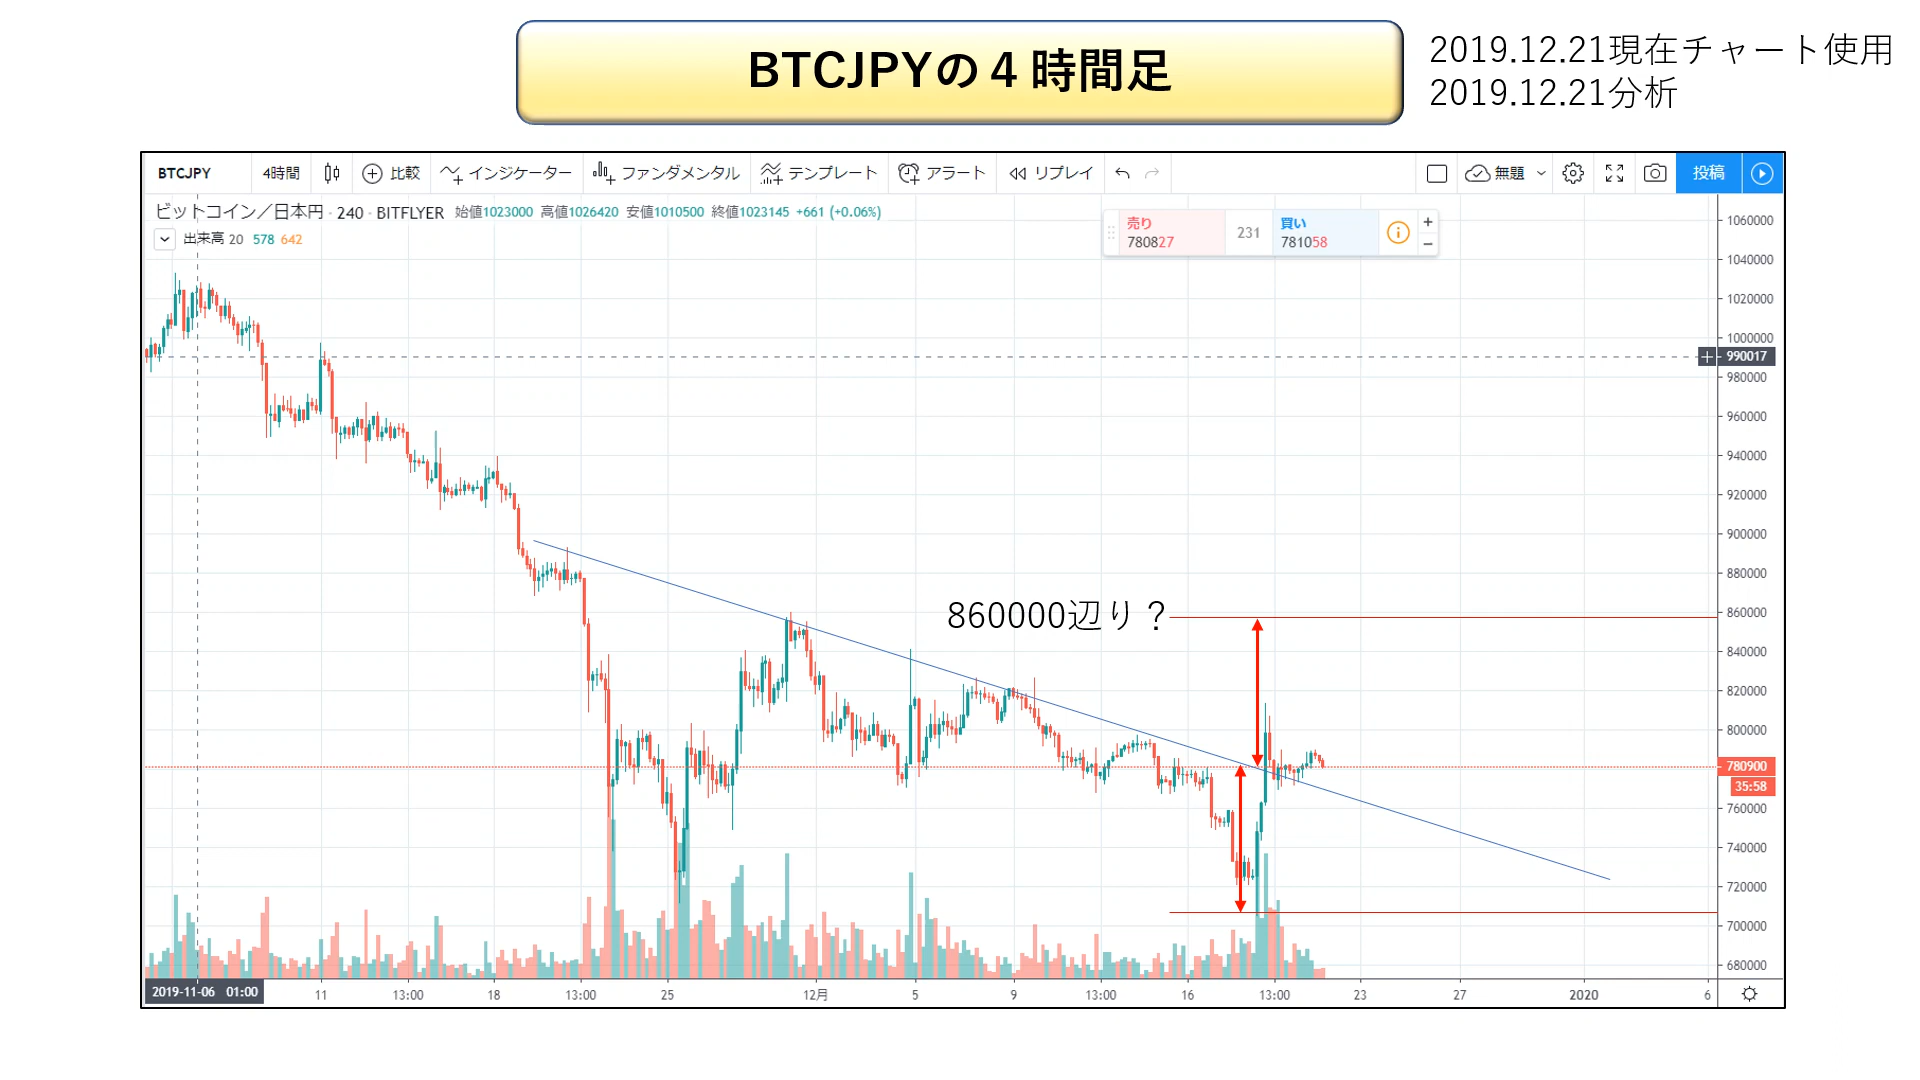 BTCJPYの４時間足
2019.12.21現在チャート使用
2019.12.21分析
BTCJPY 4時間 比較 インジケーター ファンダメンタル テンプレート アラート リプレイ 無題 投稿
ビットコイン／日本円 · 240 · BITFLYER 始値1023000 高値1026420 安値1010500 終値1023145 +661 (+0.06%)
出来高 20 578 642
売り 231 買い
780827 781058
1060000
1040000
1020000
1000000
990017
980000
960000
940000
920000
900000
880000
860000辺り？
860000
840000
820000
800000
780900
35:58
760000
740000
720000
700000
680000
2019-11-06 01:00 11 13:00 18 13:00 25 12月 5 9 13:00 16 13:00 23 27 2020 6